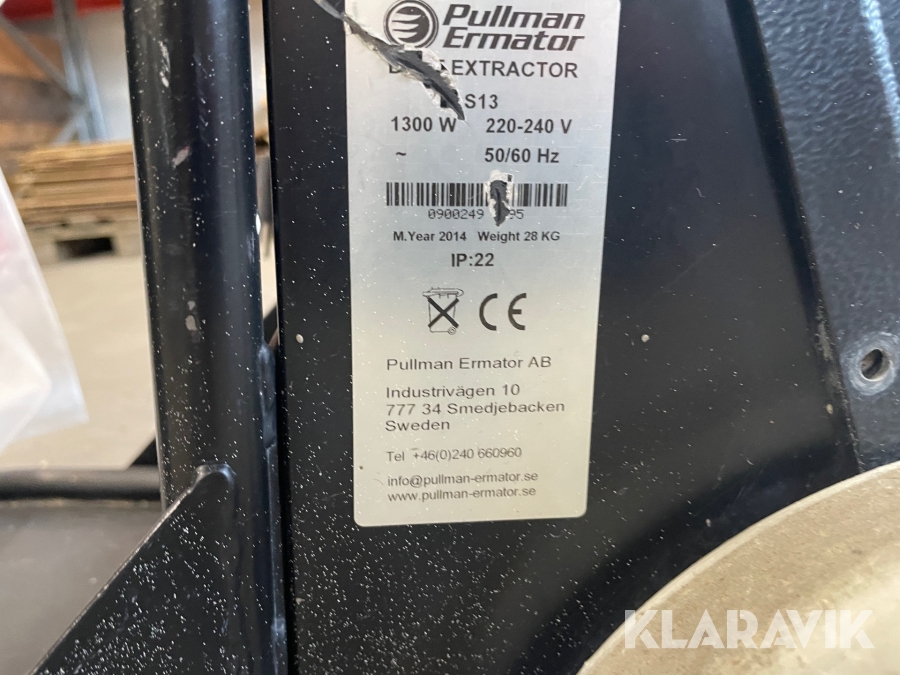 Pullman
Ermator
EXTRACTOR
S13
1300 W 220-240 V
~ 50/60 Hz
0900249 95
M.Year 2014 Weight 28 KG
IP:22
CE
Pullman Ermator AB
Industrivägen 10
777 34 Smedjebacken
Sweden
Tel +46(0)240 660960
info@pullman-ermator.se
www.pullman-ermator.se
KLARAVIK